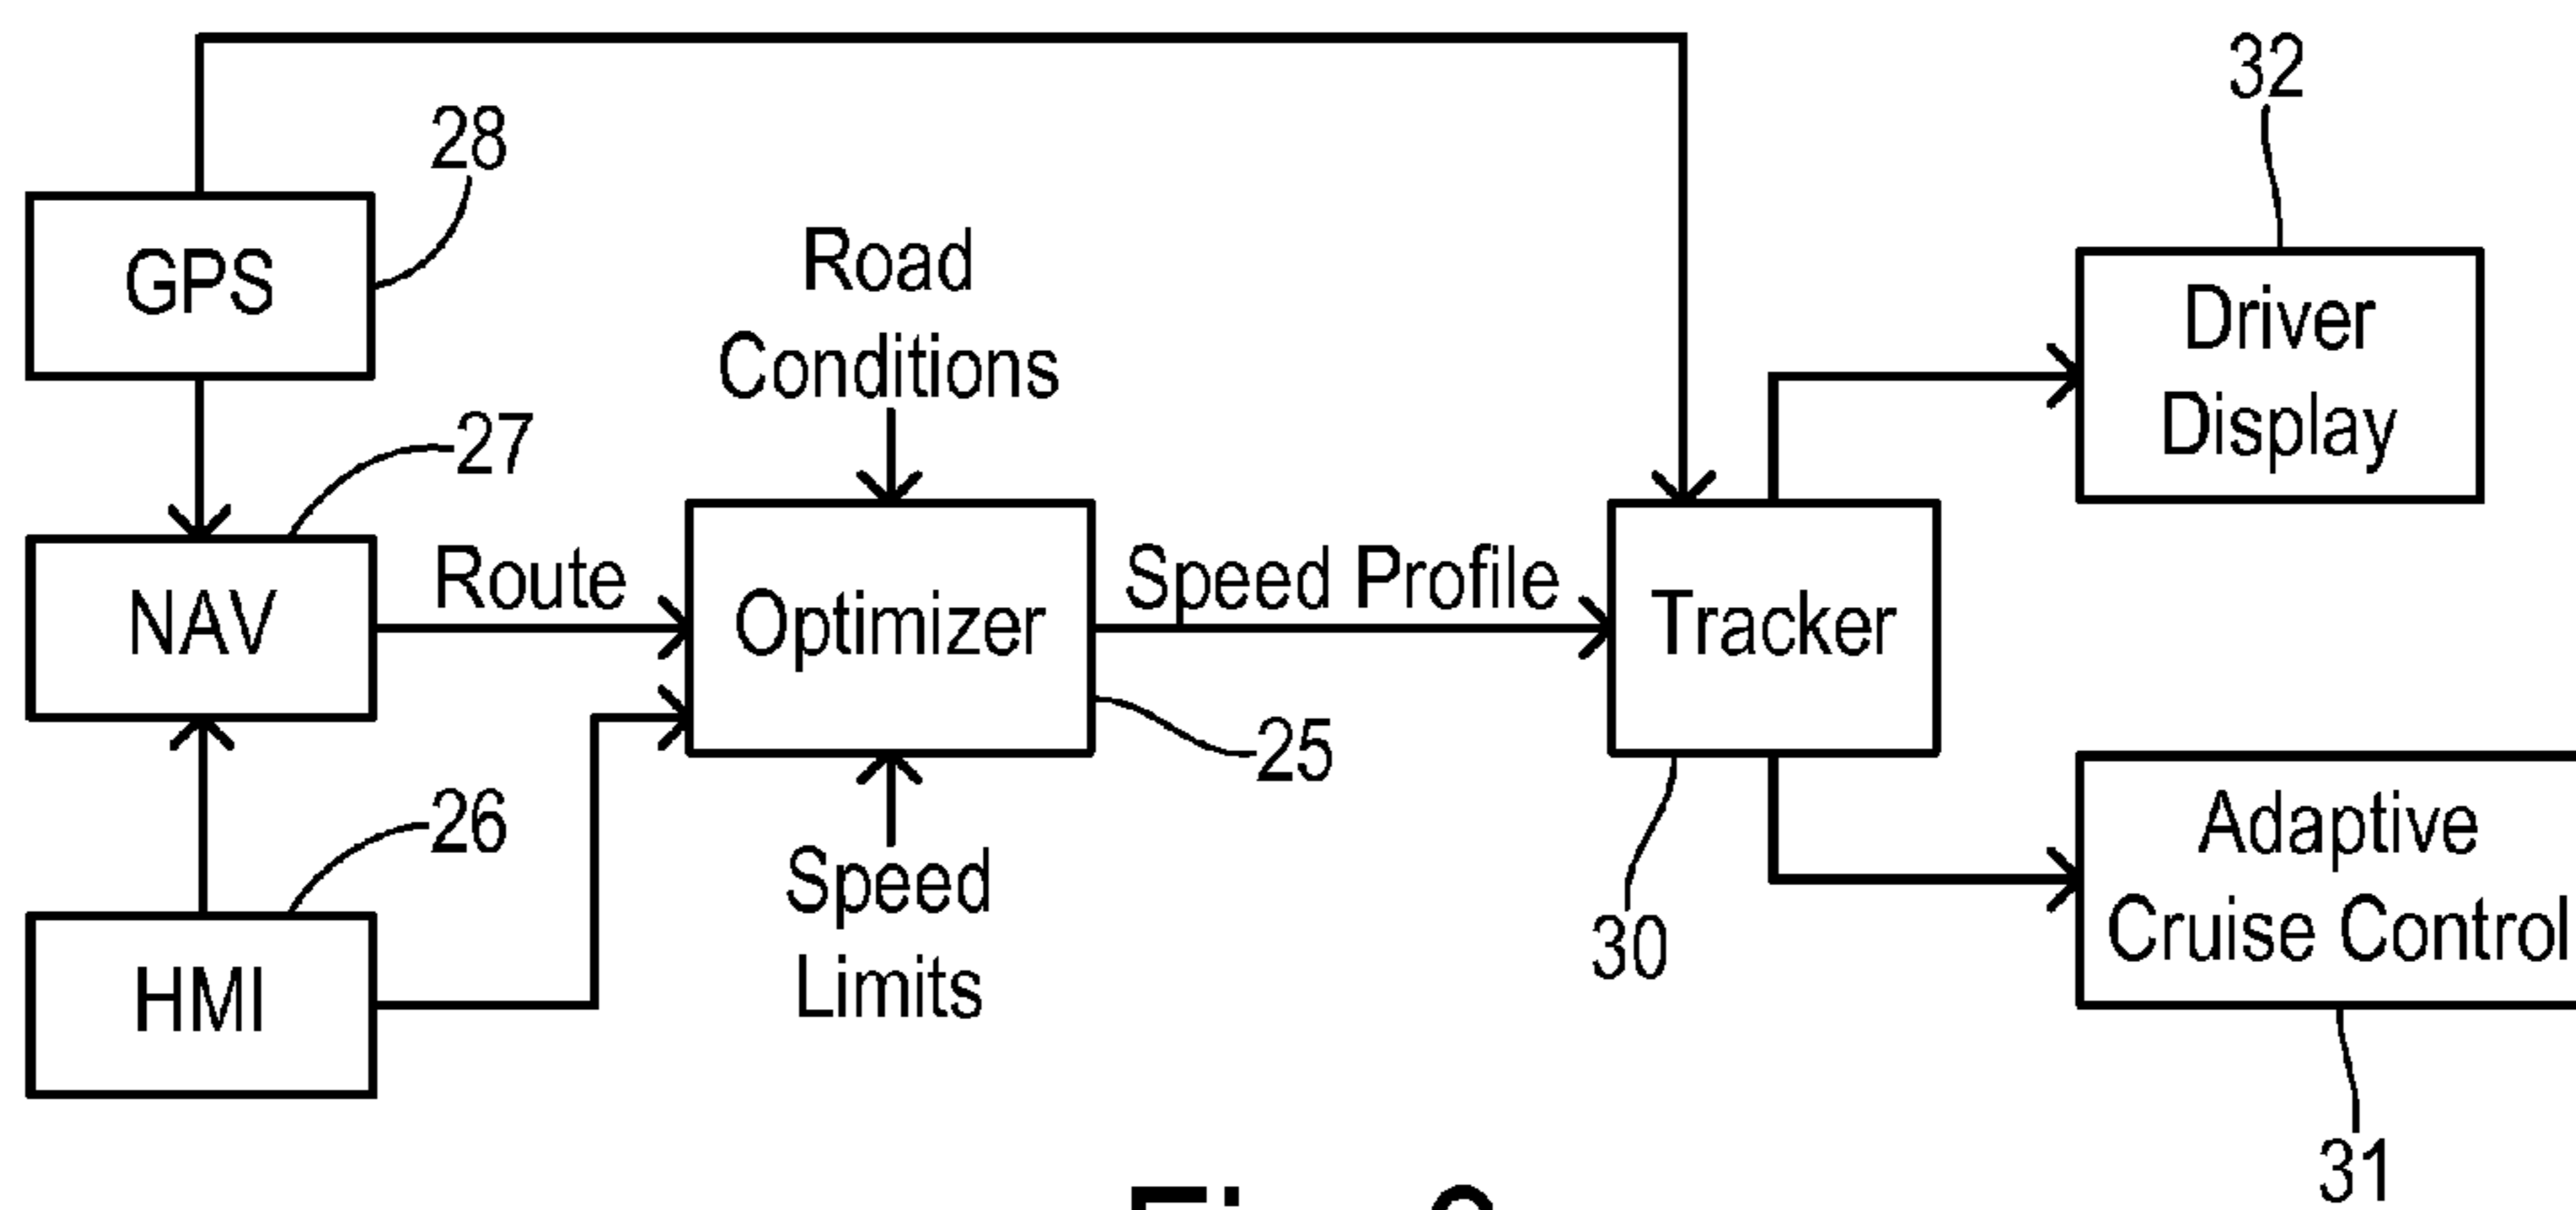 32
28
GPS
Road
Conditions
Driver
Display
27
NAV
Route
Optimizer
Speed Profile
Tracker
25
26
HMI
Speed
Limits
30
Adaptive
Cruise Control
31